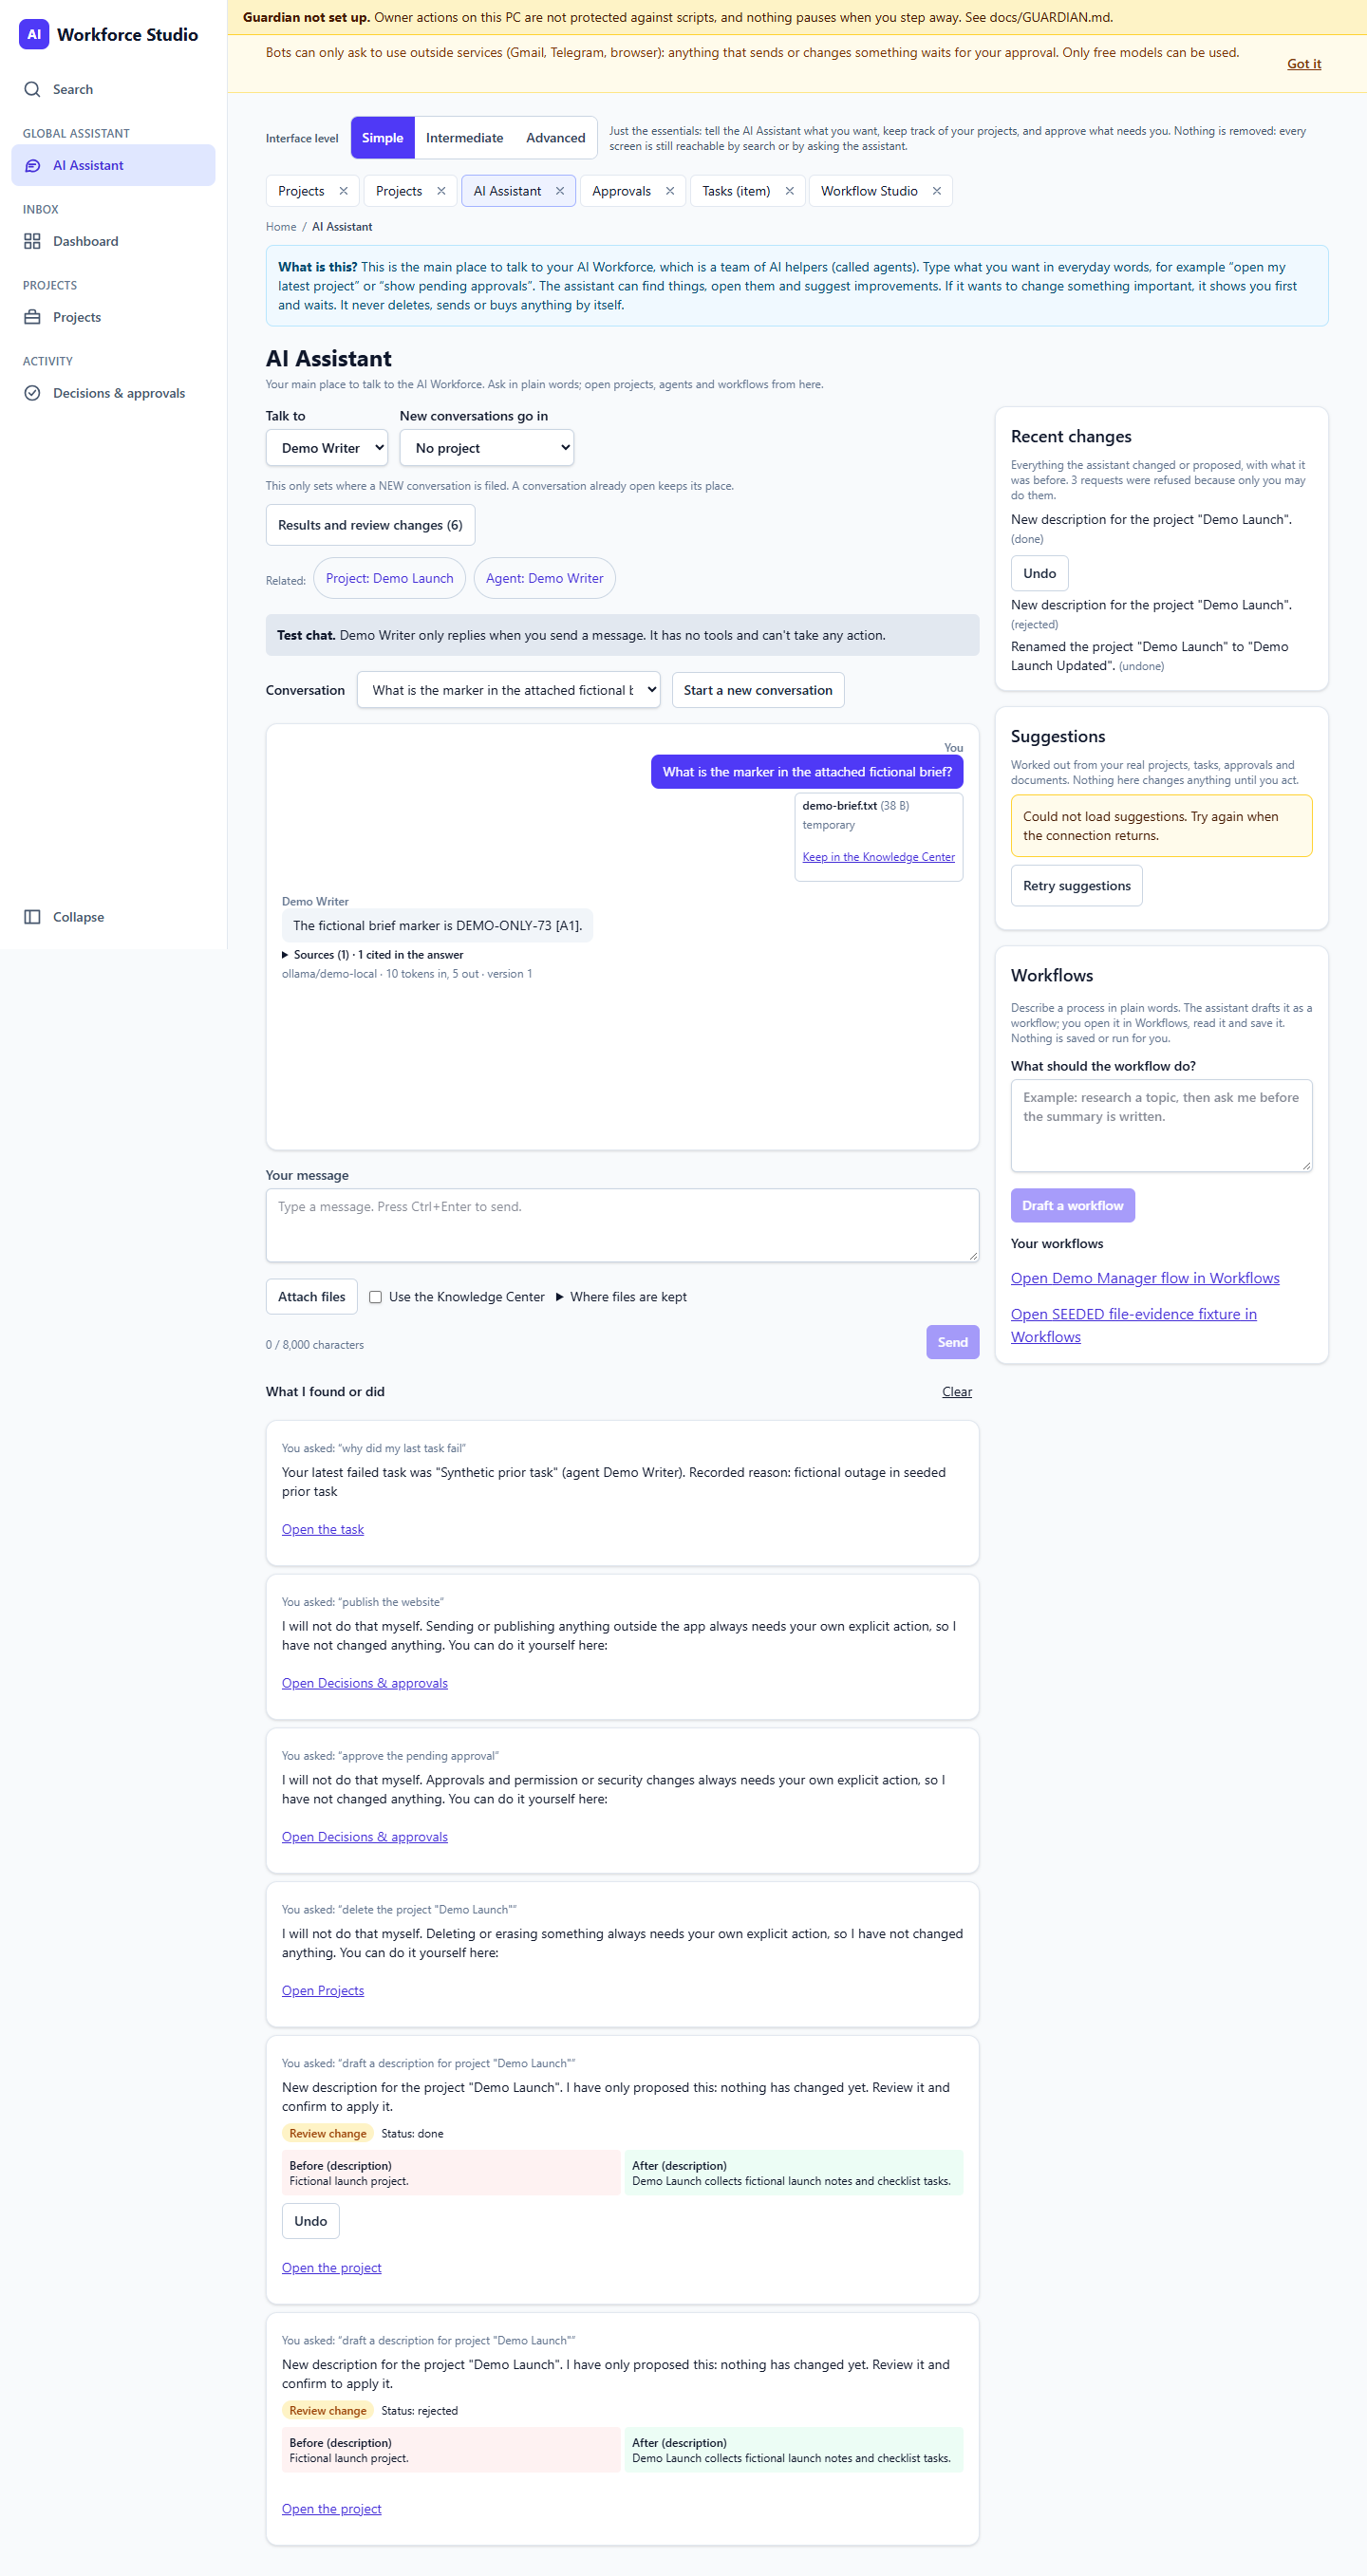 AI Workforce Studio
Search
GLOBAL ASSISTANT
AI Assistant
INBOX
Dashboard
PROJECTS
Projects
ACTIVITY
Decisions & approvals
Collapse
Guardian not set up. Owner actions on this PC are not protected against scripts, and nothing pauses when you step away. See docs/GUARDIAN.md.
Bots can only ask to use outside services (Gmail, Telegram, browser): anything that sends or changes something waits for your approval. Only free models can be used.
Got it
Interface level
Simple Intermediate Advanced
Just the essentials: tell the AI Assistant what you want, keep track of your projects, and approve what needs you. Nothing is removed: every
screen is still reachable by search or by asking the assistant.
Projects × Projects × AI Assistant × Approvals × Tasks (item) × Workflow Studio ×
Home / AI Assistant
What is this? This is the main place to talk to your AI Workforce, which is a team of AI helpers (called agents). Type what you want in everyday words, for example “open my
latest project” or “show pending approvals”. The assistant can find things, open them and suggest improvements. If it wants to change something important, it shows you first
and waits. It never deletes, sends or buys anything by itself.
AI Assistant
Your main place to talk to the AI Workforce. Ask in plain words; open projects, agents and workflows from here.
Talk to
Demo Writer
New conversations go in
No project
This only sets where a NEW conversation is filed. A conversation already open keeps its place.
Results and review changes (6)
Related: Project: Demo Launch Agent: Demo Writer
Test chat. Demo Writer only replies when you send a message. It has no tools and can't take any action.
Conversation What is the marker in the attached fictional b Start a new conversation
You
What is the marker in the attached fictional brief?
demo-brief.txt (38 B)
temporary
Keep in the Knowledge Center
Demo Writer
The fictional brief marker is DEMO-ONLY-73 [A1].
Sources (1) · 1 cited in the answer
ollama/demo-local · 10 tokens in, 5 out · version 1
Your message
Type a message. Press Ctrl+Enter to send.
Attach files Use the Knowledge Center Where files are kept
0 / 8,000 characters
Send
What I found or did
Clear
You asked: “why did my last task fail”
Your latest failed task was "Synthetic prior task" (agent Demo Writer). Recorded reason: fictional outage in seeded
prior task
Open the task
You asked: “publish the website”
I will not do that myself. Sending or publishing anything outside the app always needs your own explicit action, so I
have not changed anything. You can do it yourself here:
Open Decisions & approvals
You asked: “approve the pending approval”
I will not do that myself. Approvals and permission or security changes always needs your own explicit action, so I
have not changed anything. You can do it yourself here:
Open Decisions & approvals
You asked: “delete the project "Demo Launch"”
I will not do that myself. Deleting or erasing something always needs your own explicit action, so I have not changed
anything. You can do it yourself here:
Open Projects
You asked: “draft a description for project "Demo Launch"”
New description for the project "Demo Launch". I have only proposed this: nothing has changed yet. Review it and
confirm to apply it.
Review change Status: done
Before (description)
Fictional launch project.
After (description)
Demo Launch collects fictional launch notes and checklist tasks.
Undo
Open the project
You asked: “draft a description for project "Demo Launch"”
New description for the project "Demo Launch". I have only proposed this: nothing has changed yet. Review it and
confirm to apply it.
Review change Status: rejected
Before (description)
Fictional launch project.
After (description)
Demo Launch collects fictional launch notes and checklist tasks.
Open the project
Recent changes
Everything the assistant changed or proposed, with what it
was before. 3 requests were refused because only you may
do them.
New description for the project "Demo Launch".
(done)
Undo
New description for the project "Demo Launch".
(rejected)
Renamed the project "Demo Launch" to "Demo
Launch Updated". (undone)
Suggestions
Worked out from your real projects, tasks, approvals and
documents. Nothing here changes anything until you act.
Could not load suggestions. Try again when
the connection returns.
Retry suggestions
Workflows
Describe a process in plain words. The assistant drafts it as a
workflow; you open it in Workflows, read it and save it.
Nothing is saved or run for you.
What should the workflow do?
Example: research a topic, then ask me before
the summary is written.
Draft a workflow
Your workflows
Open Demo Manager flow in Workflows
Open SEEDED file-evidence fixture in
Workflows